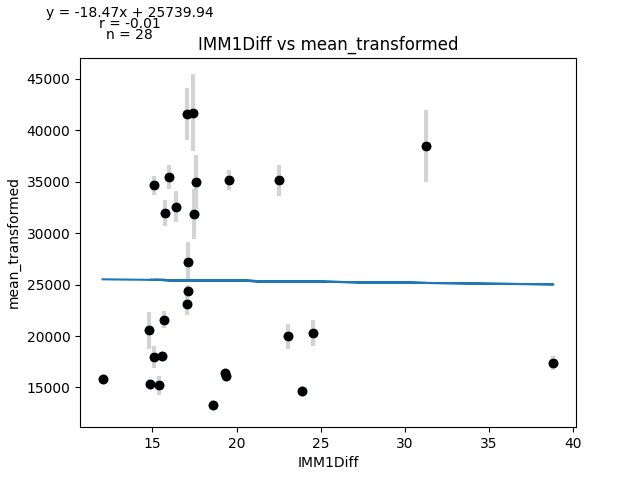 y = -18.47x + 25739.94
r = -0.01
n = 28
IMM1Diff vs mean_transformed
45000
40000
35000
30000
25000
20000
15000
mean_transformed
15 20 25 30 35 40
IMM1Diff